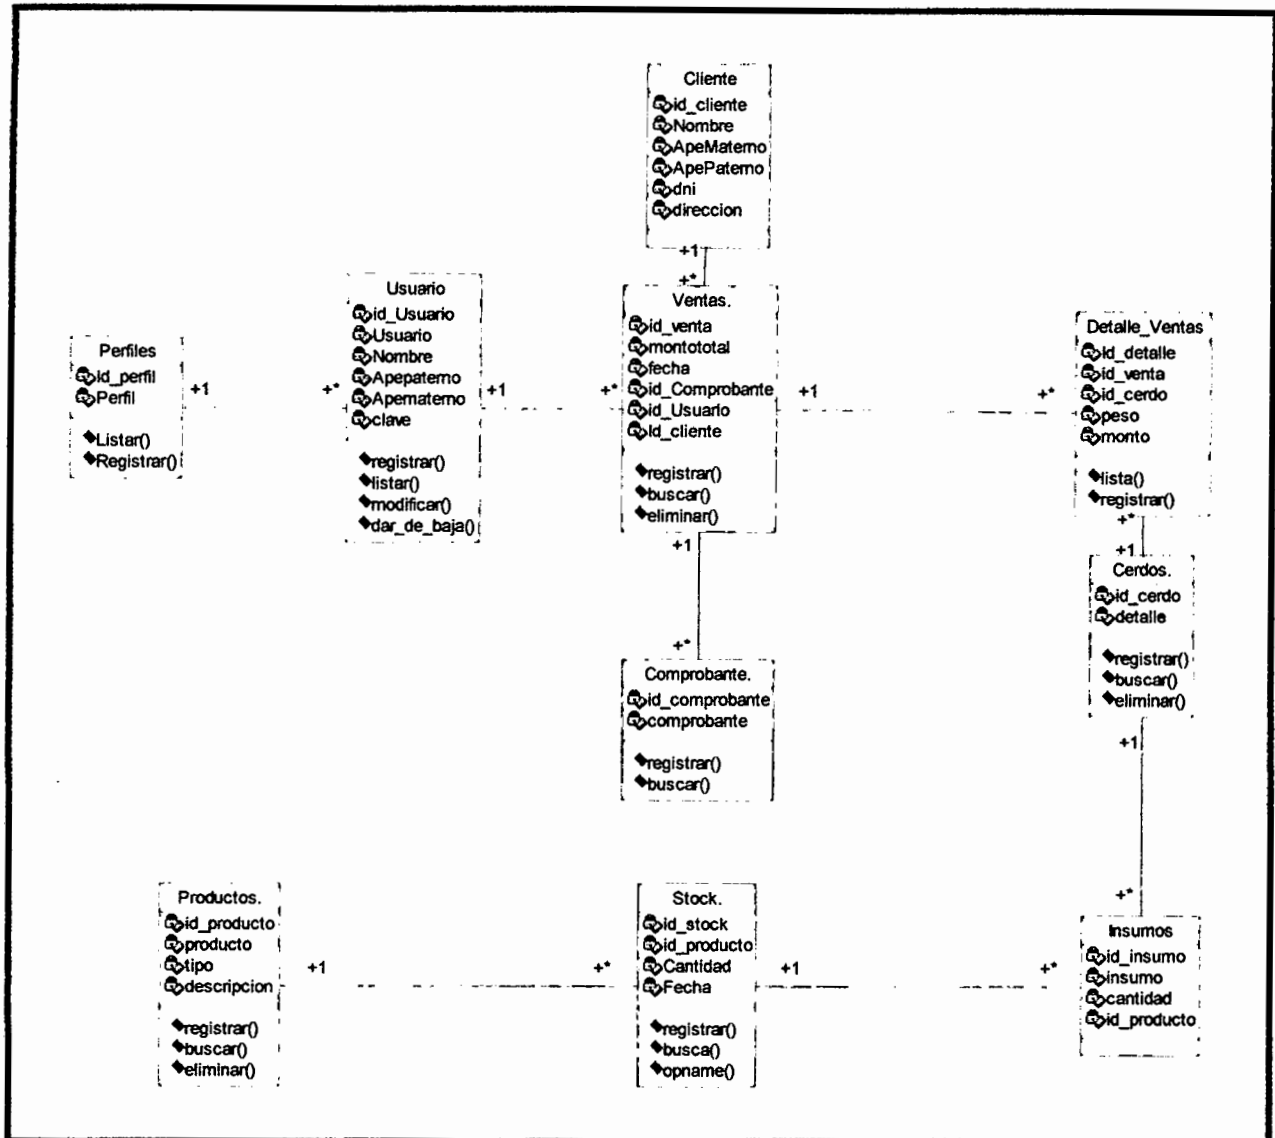 Cliente
id_cliente
Nombre
ApeMaterno
ApePaterno
dni
direccion
+1
+*
Perfiles
id_perfil
Perfil
Listar()
Registrar()
+1
+*
Usuario
id_Usuario
Usuario
Nombre
Apepaterno
Apematerno
clave
registrar()
listar()
modificar()
dar_de_baja()
+1
+*
Ventas.
id_venta
montototal
fecha
id_Comprobante
id_Usuario
id_cliente
registrar()
buscar()
eliminar()
+1
+*
Detalle_Ventas
id_detalle
id_venta
id_cerdo
peso
monto
lista()
registrar()
+*
+1
Cerdos.
id_cerdo
detalle
registrar()
buscar()
eliminar()
+1
+*
+1
+*
Comprobante.
id_comprobante
comprobante
registrar()
buscar()
Productos.
id_producto
producto
tipo
descripcion
registrar()
buscar()
eliminar()
+1
+*
Stock.
id_stock
id_producto
Cantidad
Fecha
registrar()
busca()
opname()
+1
+*
Insumos
id_insumo
insumo
cantidad
id_producto